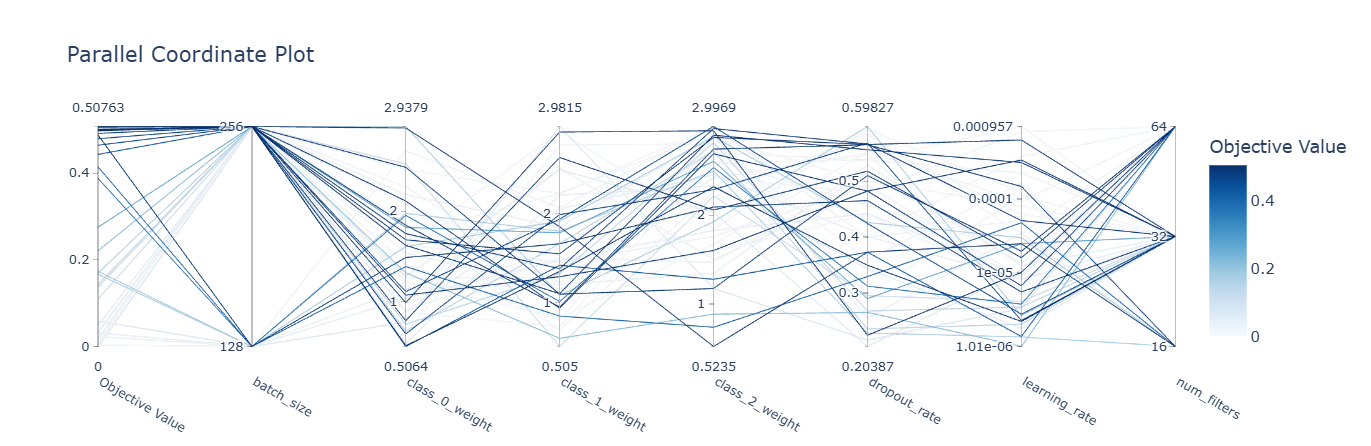 Parallel Coordinate Plot
0.50763
2.9379
2.9815
2.9969
0.59827
256
0.000957
64
Objective Value
0.4
0.2
0
0.4
0.2
0
128
2
1
2
1
2
1
0.5
0.4
0.3
0.0001
1e-05
1.01e-06
32
16
0
0.5064
0.505
0.5235
0.20387
Objective Value
batch_size
class_0_weight
class_1_weight
class_2_weight
dropout_rate
learning_rate
num_filters